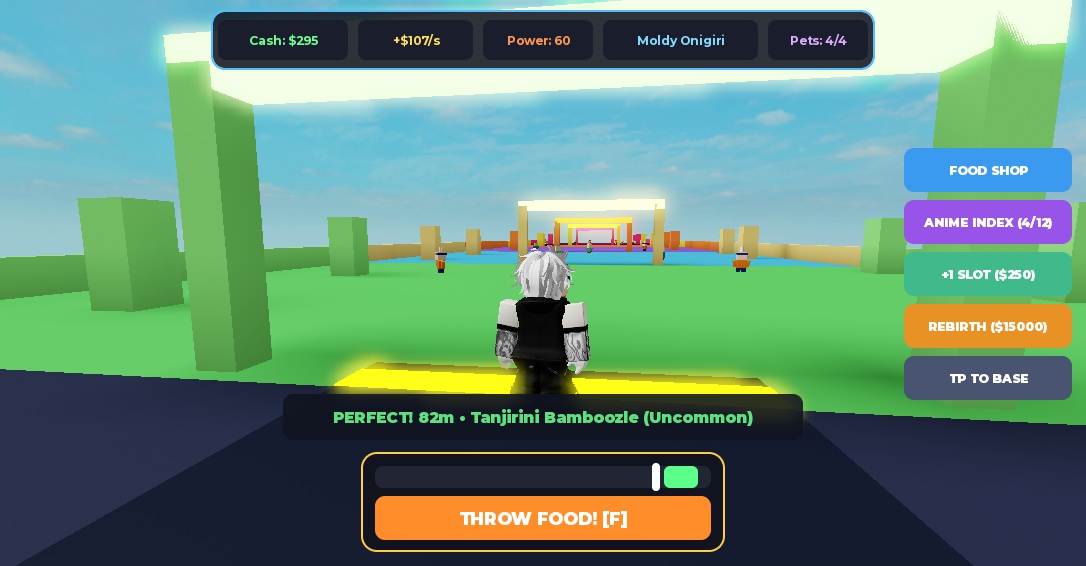 Cash: $295
+$107/s
Power: 60
Moldy Onigiri
Pets: 4/4
FOOD SHOP
ANIME INDEX (4/12)
+1 SLOT ($250)
REBIRTH ($15000)
TP TO BASE
PERFECT! 82m • Tanjirini Bamboozle (Uncommon)
THROW FOOD! [F]